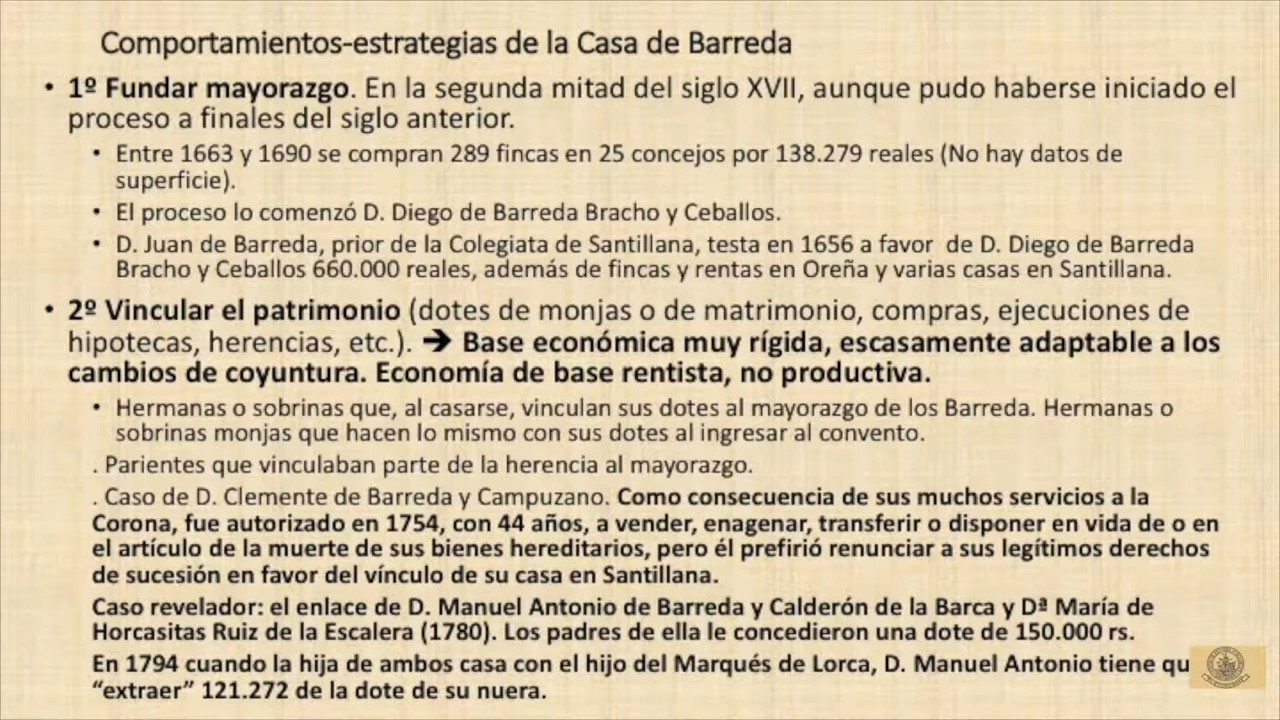 Comportamientos-estrategias de la Casa de Barreda
• 1º Fundar mayorazgo. En la segunda mitad del siglo XVII, aunque pudo haberse iniciado el
proceso a finales del siglo anterior.
• Entre 1663 y 1690 se compran 289 fincas en 25 concejos por 138.279 reales (No hay datos de
superficie).
• El proceso lo comenzó D. Diego de Barreda Bracho y Ceballos.
• D. Juan de Barreda, prior de la Colegiata de Santillana, testa en 1656 a favor de D. Diego de Barreda
Bracho y Ceballos 660.000 reales, además de fincas y rentas en Oreña y varias casas en Santillana.
• 2º Vincular el patrimonio (dotes de monjas o de matrimonio, compras, ejecuciones de
hipotecas, herencias, etc.). ➔ Base económica muy rígida, escasamente adaptable a los
cambios de coyuntura. Economía de base rentista, no productiva.
• Hermanas o sobrinas que, al casarse, vinculan sus dotes al mayorazgo de los Barreda. Hermanas o
sobrinas monjas que hacen lo mismo con sus dotes al ingresar al convento.
. Parientes que vinculaban parte de la herencia al mayorazgo.
. Caso de D. Clemente de Barreda y Campuzano. Como consecuencia de sus muchos servicios a la
Corona, fue autorizado en 1754, con 44 años, a vender, enagenar, transferir o disponer en vida de o en
el artículo de la muerte de sus bienes hereditarios, pero él prefirió renunciar a sus legítimos derechos
de sucesión en favor del vínculo de su casa en Santillana.
Caso revelador: el enlace de D. Manuel Antonio de Barreda y Calderón de la Barca y Dª María de
Horcasitas Ruiz de la Escalera (1780). Los padres de ella le concedieron una dote de 150.000 rs.
En 1794 cuando la hija de ambos casa con el hijo del Marqués de Lorca, D. Manuel Antonio tiene qu
“extraer” 121.272 de la dote de su nuera.